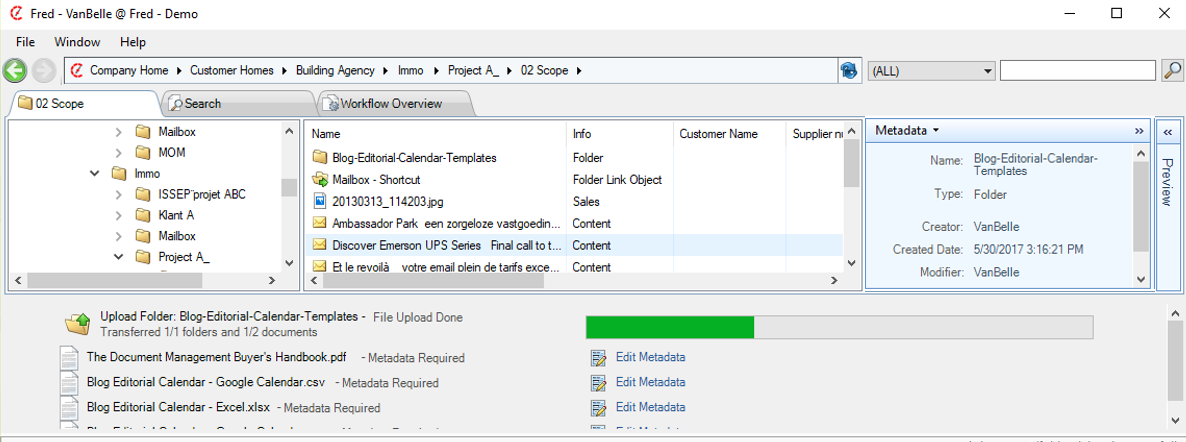 Fred - VanBelle @ Fred - Demo
File Window Help
Company Home Customer Homes Building Agency Immo Project A_ 02 Scope (ALL)
02 Scope Search Workflow Overview
Mailbox
MOM
Immo
ISSEP¨projet ABC
Klant A
Mailbox
Project A_
Name Info Customer Name Supplier nu
Blog-Editorial-Calendar-Templates Folder
Mailbox - Shortcut Folder Link Object
20130313_114203.jpg Sales
Ambassador Park een zorgeloze vastgoedin... Content
Discover Emerson UPS Series Final call to t... Content
Et le revoilà votre email plein de tarifs exce... Content
Metadata
Name: Blog-Editorial-Calendar-
Templates
Type: Folder
Creator: VanBelle
Created Date: 5/30/2017 3:16:21 PM
Modifier: VanBelle
Preview
Upload Folder: Blog-Editorial-Calendar-Templates - File Upload Done
Transferred 1/1 folders and 1/2 documents
The Document Management Buyer's Handbook.pdf - Metadata Required Edit Metadata
Blog Editorial Calendar - Google Calendar.csv - Metadata Required Edit Metadata
Blog Editorial Calendar - Excel.xlsx - Metadata Required Edit Metadata